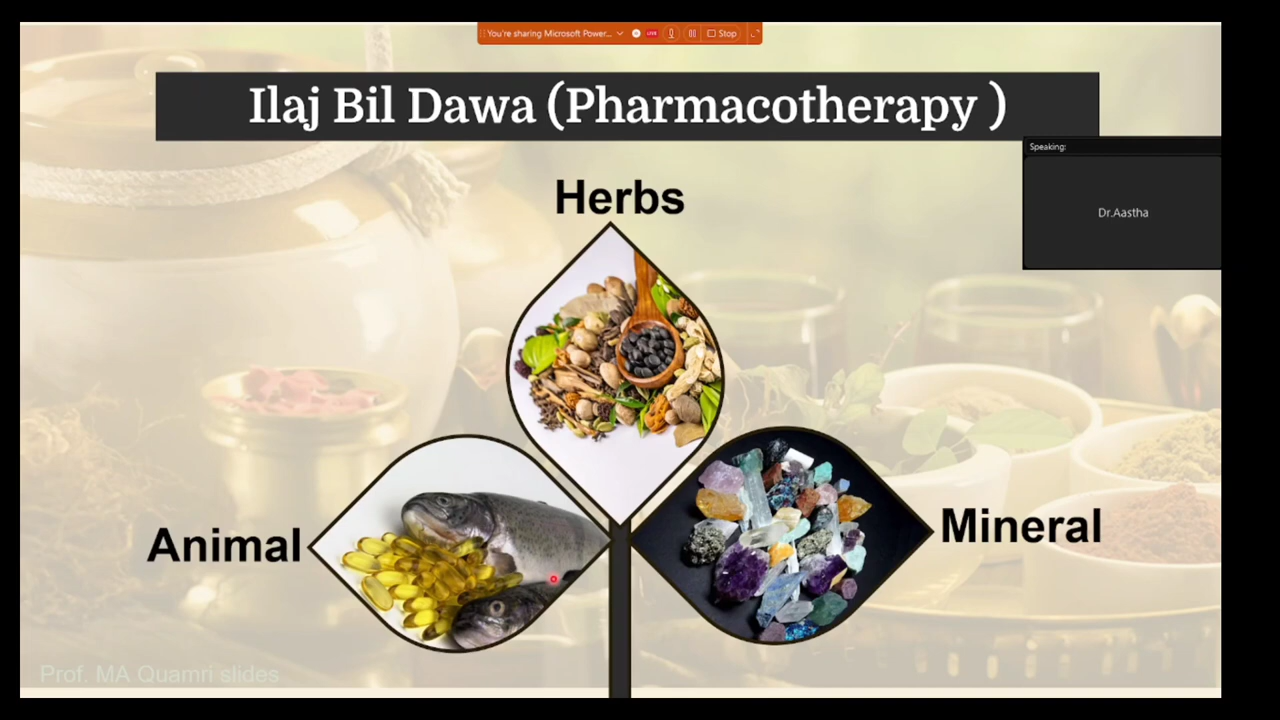 You're sharing Microsoft Power...
LIVE
Stop
Ilaj Bil Dawa (Pharmacotherapy )
Speaking:
Dr.Aastha
Herbs
Animal
Mineral
Prof. MA Quamri slides